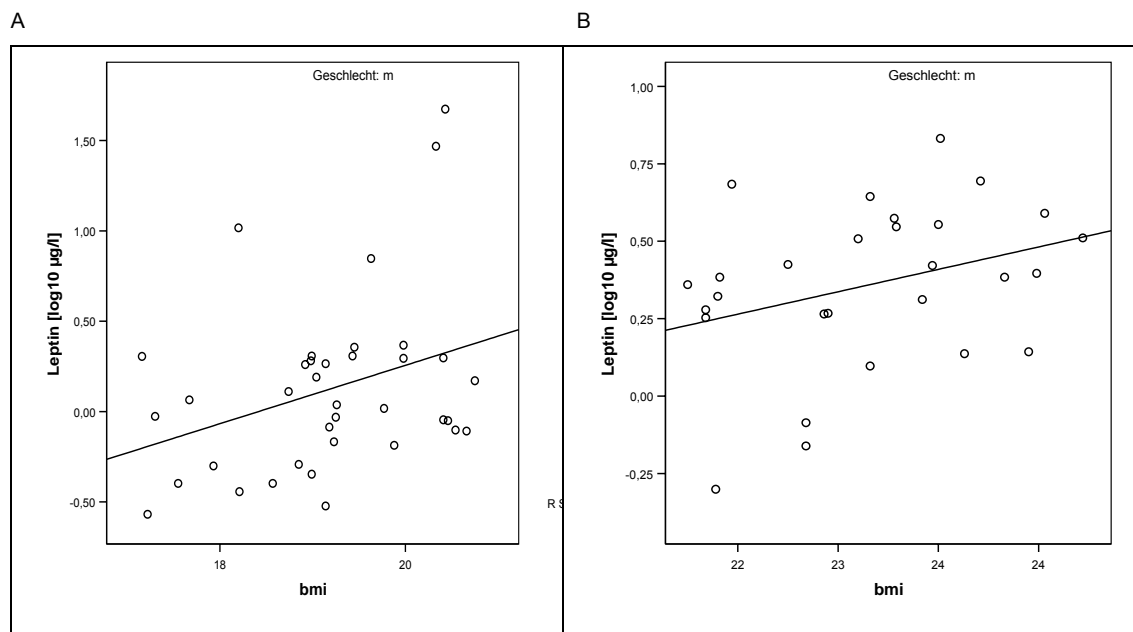 A
B
Geschlecht: m
1,50
1,00
0,50
0,00
-0,50
Leptin [log10 µg/l]
18
20
bmi
R S
Geschlecht: m
1,00
0,75
0,50
0,25
0,00
-0,25
Leptin [log10 µg/l]
22
23
24
24
bmi